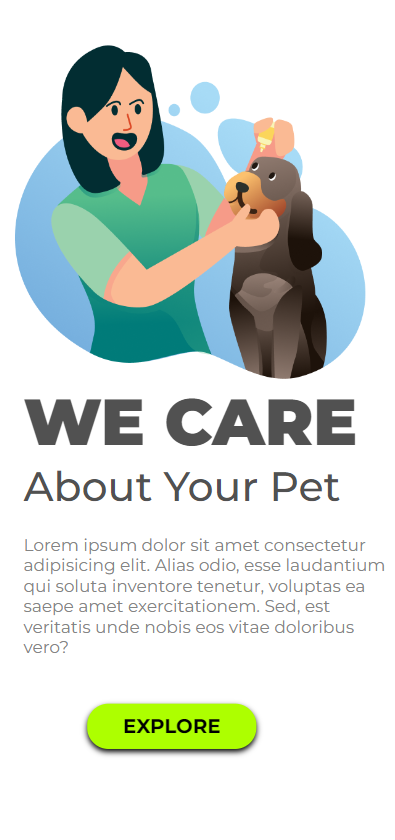 WE CARE
About Your Pet
Lorem ipsum dolor sit amet consectetur
adipisicing elit. Alias odio, esse laudantium
qui soluta inventore tenetur, voluptas ea
saepe amet exercitationem. Sed, est
veritatis unde nobis eos vitae doloribus
vero?
EXPLORE